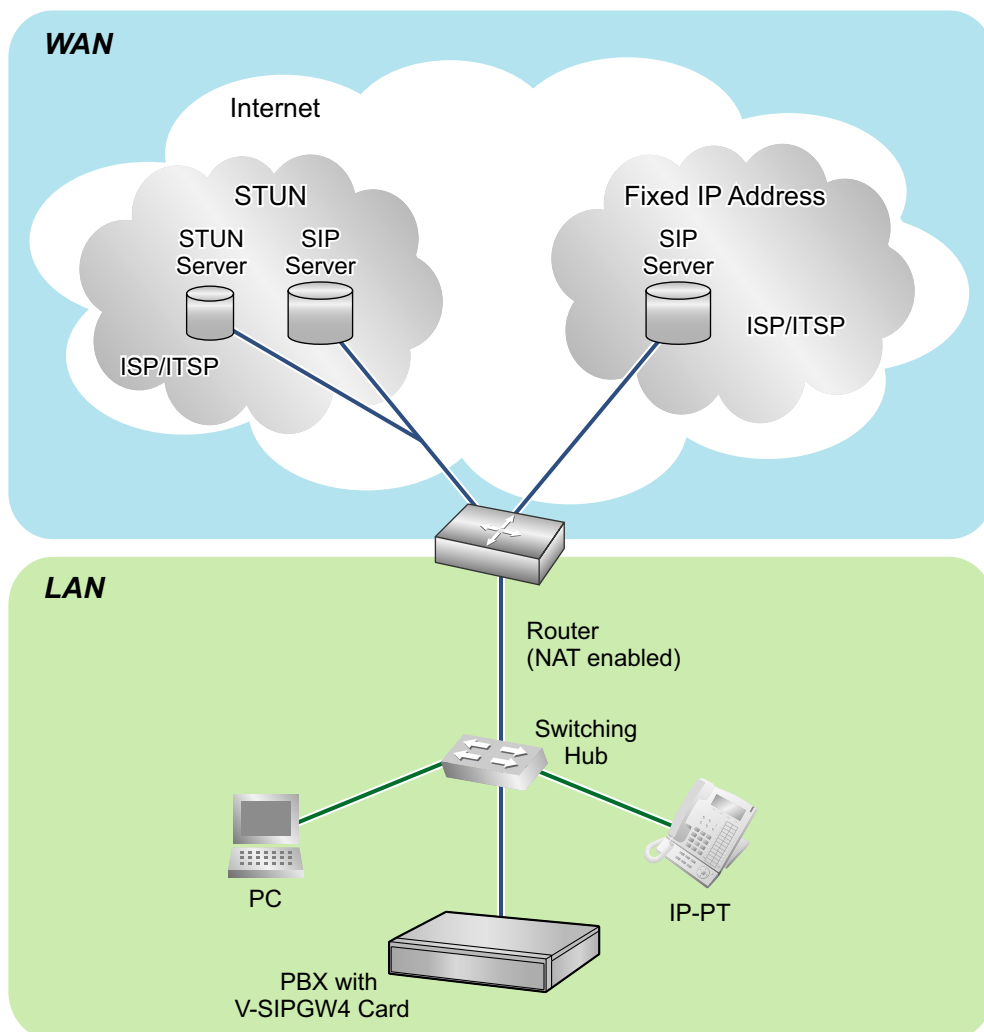 WAN
Internet
STUN
STUN
Server
SIP
Server
ISP/ITSP
Fixed IP Address
SIP
Server
ISP/ITSP
LAN
Router
(NAT enabled)
Switching
Hub
PC
IP-PT
PBX with
V-SIPGW4 Card